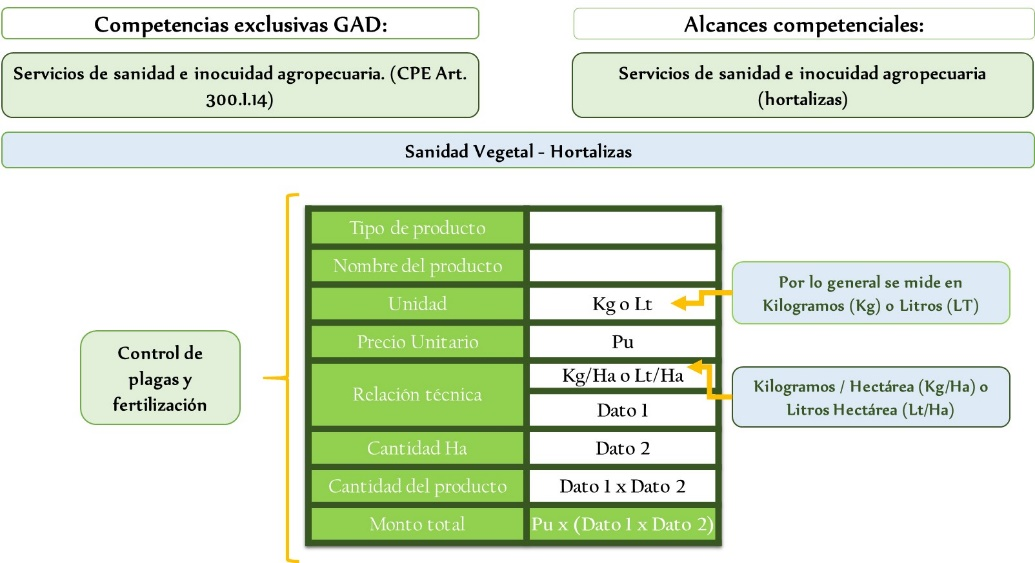 Competencias exclusivas GAD:
Alcances competenciales:
Servicios de sanidad e inocuidad agropecuaria. (CPE Art.
300.l.14)
Servicios de sanidad e inocuidad agropecuaria
(hortalizas)
Sanidad Vegetal - Hortalizas
Control de
plagas y
fertilización
Tipo de producto
Nombre del producto
Unidad
Kg o Lt
Precio Unitario
Pu
Relación técnica
Kg/Ha o Lt/Ha
Dato 1
Cantidad Ha
Dato 2
Cantidad del producto
Dato 1 x Dato 2
Monto total
Pu x (Dato 1 x Dato 2)
Por lo general se mide en
Kilogramos (Kg) o Litros (LT)
Kilogramos / Hectárea (Kg/Ha) o
Litros Hectárea (Lt/Ha)